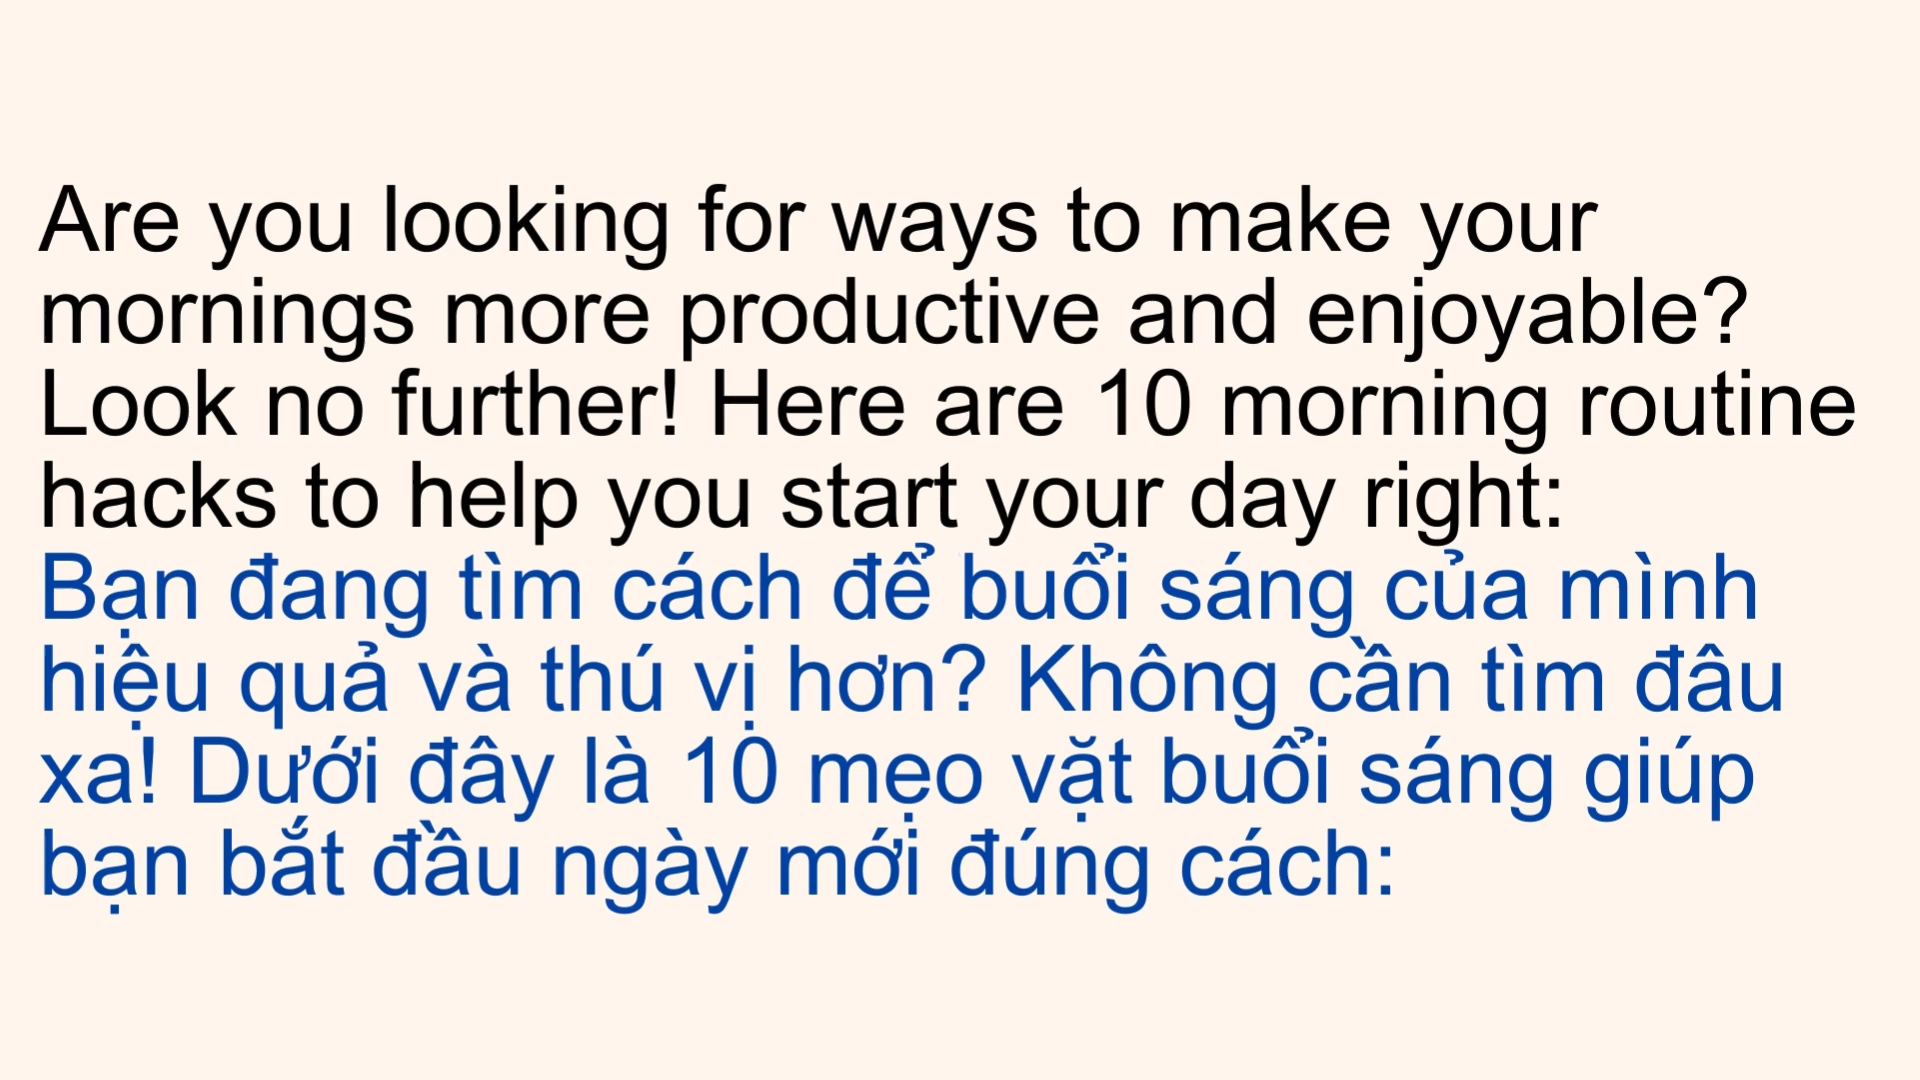 Are you looking for ways to make your
mornings more productive and enjoyable?
Look no further! Here are 10 morning routine
hacks to help you start your day right:
Bạn đang tìm cách để buổi sáng của mình
hiệu quả và thú vị hơn? Không cần tìm đâu
xa! Dưới đây là 10 mẹo vặt buổi sáng giúp
bạn bắt đầu ngày mới đúng cách: